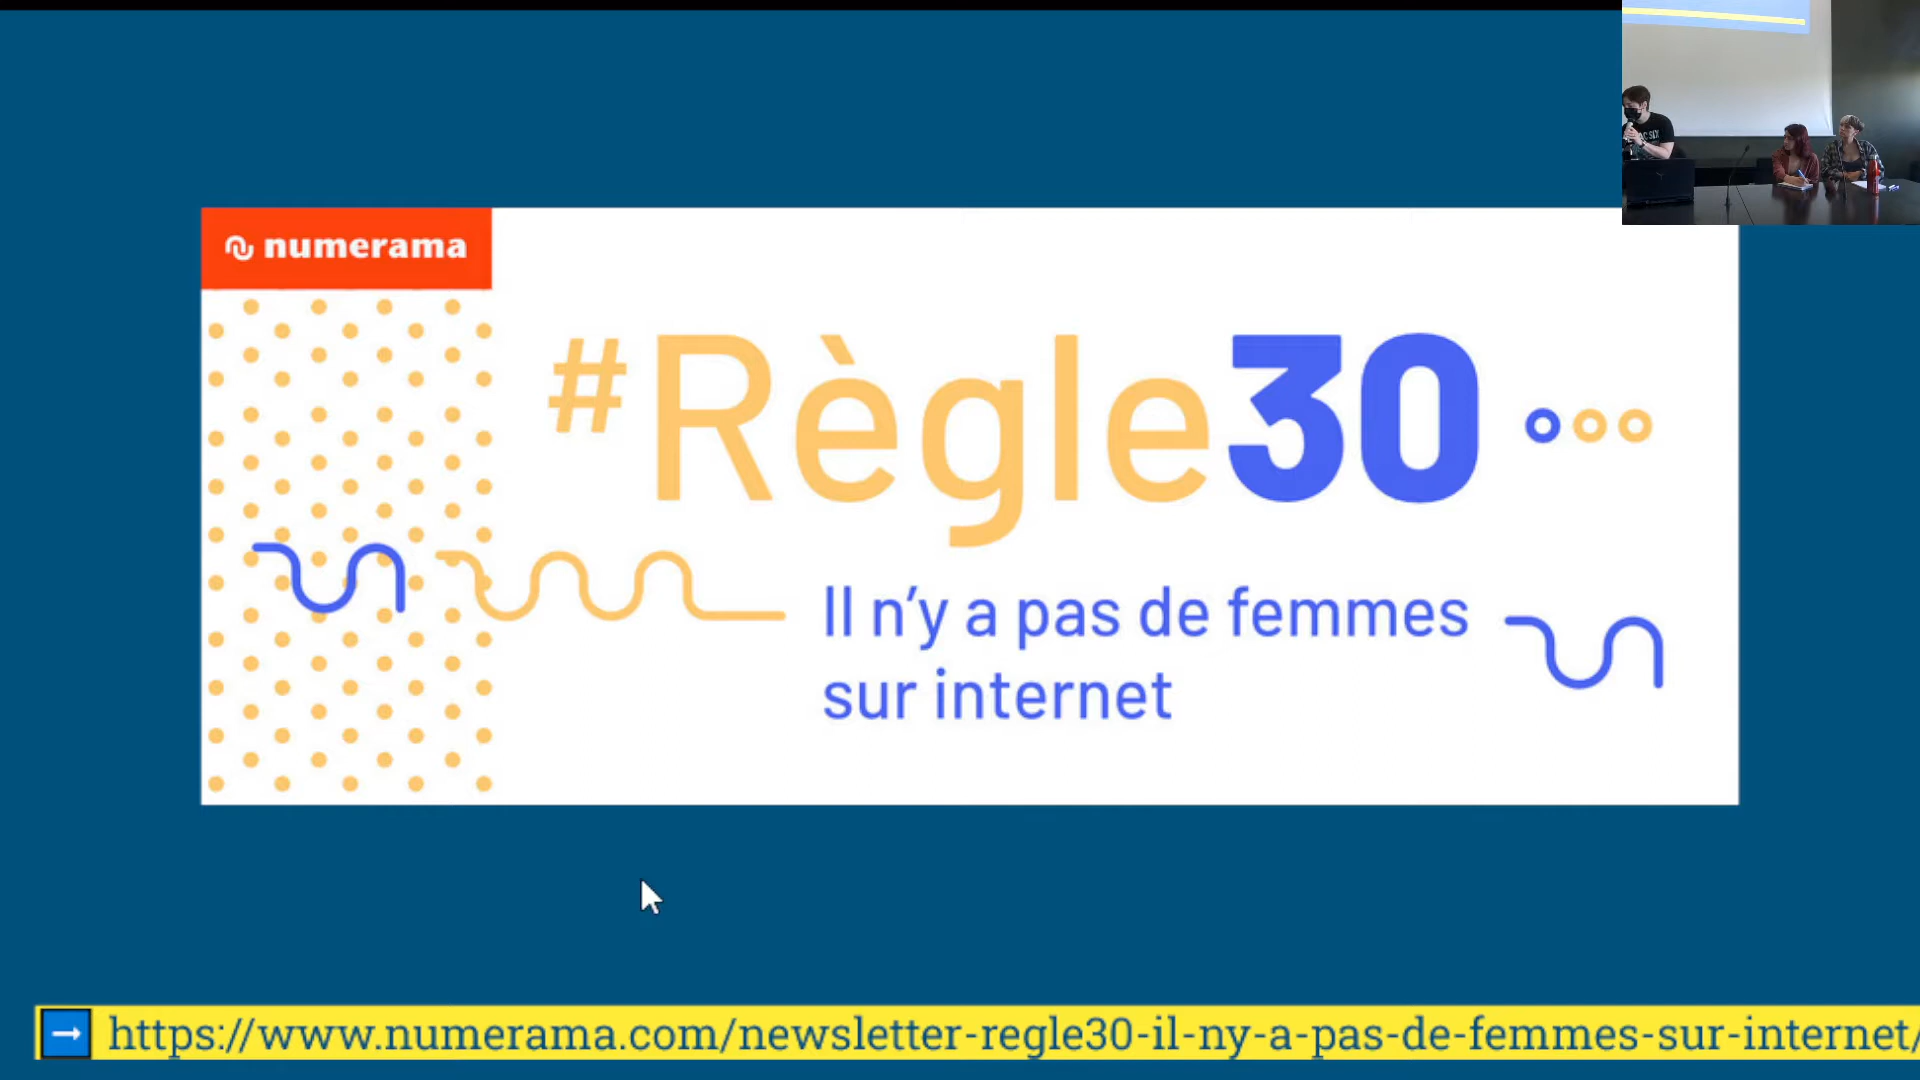 numerama
#Règle30
Il n'y a pas de femmes
sur internet
https://www.numerama.com/newsletter-regle30-il-ny-a-pas-de-femmes-sur-internet/